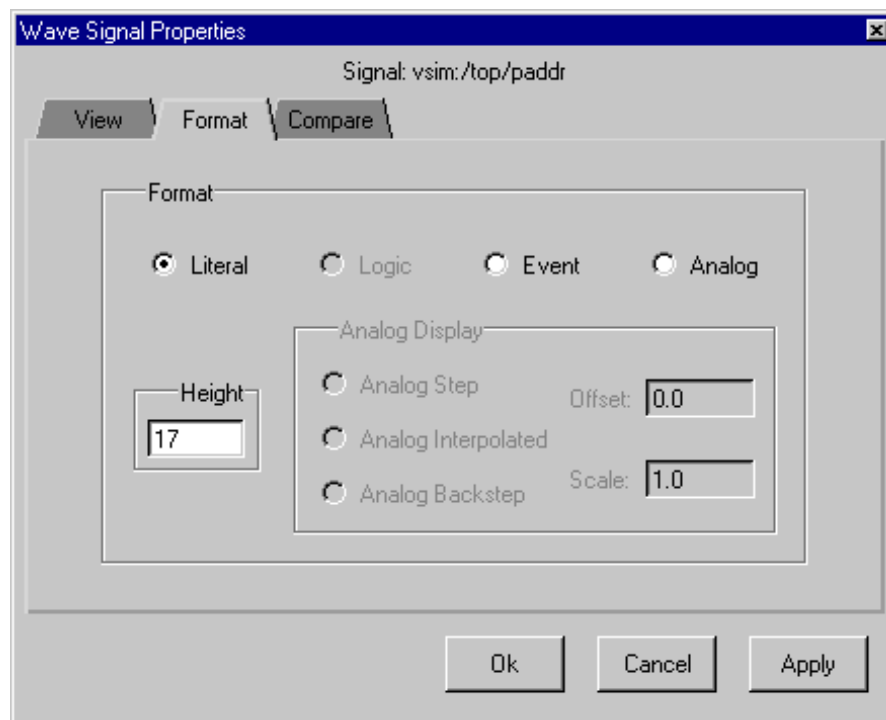 Wave Signal Properties
Signal: vsim:/top/paddr
View Format Compare
Format
Literal Logic Event Analog
Analog Display
Height
17
Analog Step
Analog Interpolated
Analog Backstep
Offset: 0.0
Scale: 1.0
Ok Cancel Apply